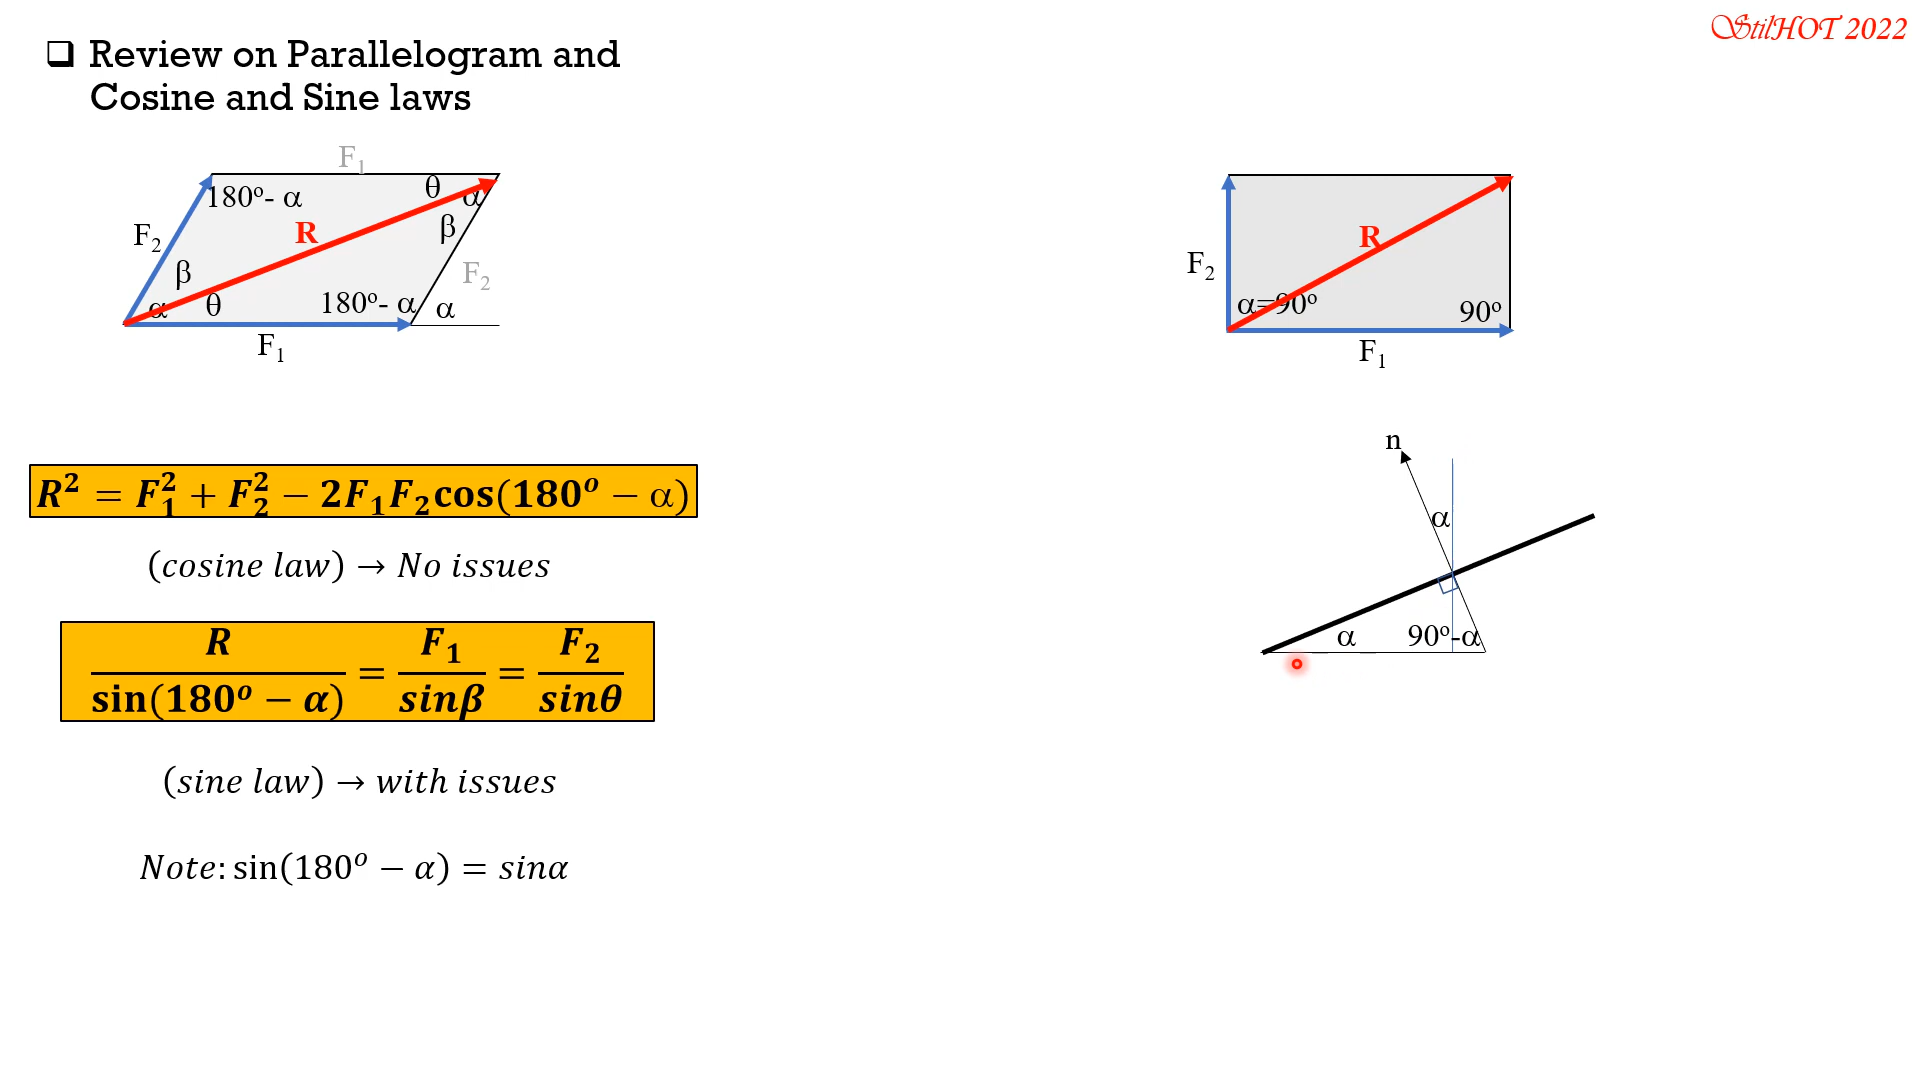 StilHOT 2022
❑ Review on Parallelogram and
Cosine and Sine laws
F₁
180º- α
θ
α
F₂
R
β
β
F₂
α
θ
180º- α
α
F₁
R
F₂
α=90º
90º
F₁
n
α
α
90º-α
R² = F₁² + F₂² − 2F₁F₂cos(180º − α)
(cosine law) → No issues
R/sin(180º − α) = F₁/sinβ = F₂/sinθ
(sine law) → with issues
Note: sin(180º − α) = sinα